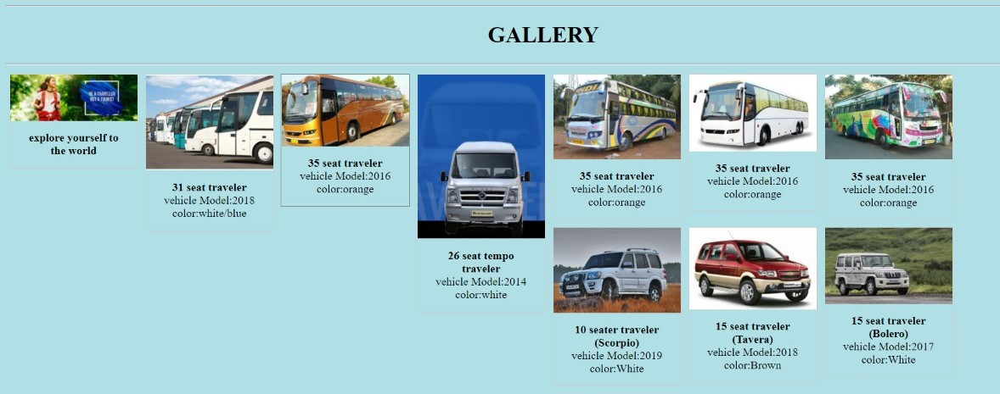 GALLERY
BE A TRAVELLER
NOT A TOURIST
explore yourself to
the world
31 seat traveler
vehicle Model:2018
color:white/blue
35 seat traveler
vehicle Model:2016
color:orange
26 seat tempo
traveler
vehicle Model:2014
color:white
35 seat traveler
vehicle Model:2016
color:orange
35 seat traveler
vehicle Model:2016
color:orange
35 seat traveler
vehicle Model:2016
color:orange
10 seater traveler
(Scorpio)
vehicle Model:2019
color:White
15 seat traveler
(Tavera)
vehicle Model:2018
color:Brown
15 seat traveler
(Bolero)
vehicle Model:2017
color:White